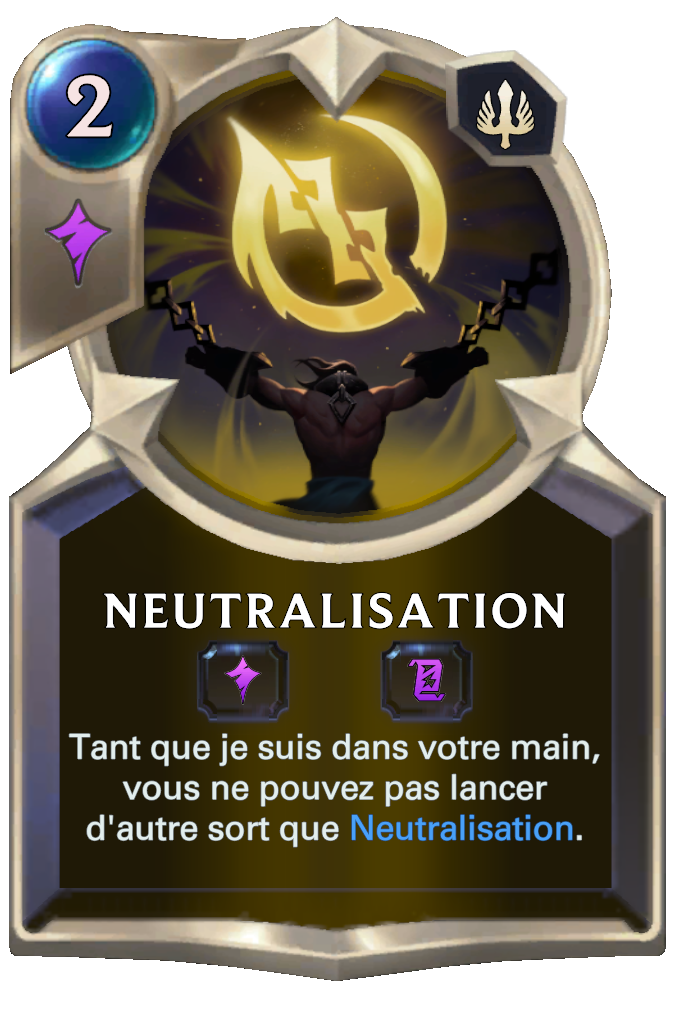 2
NEUTRALISATION
Tant que je suis dans votre main,
vous ne pouvez pas lancer
d'autre sort que Neutralisation.